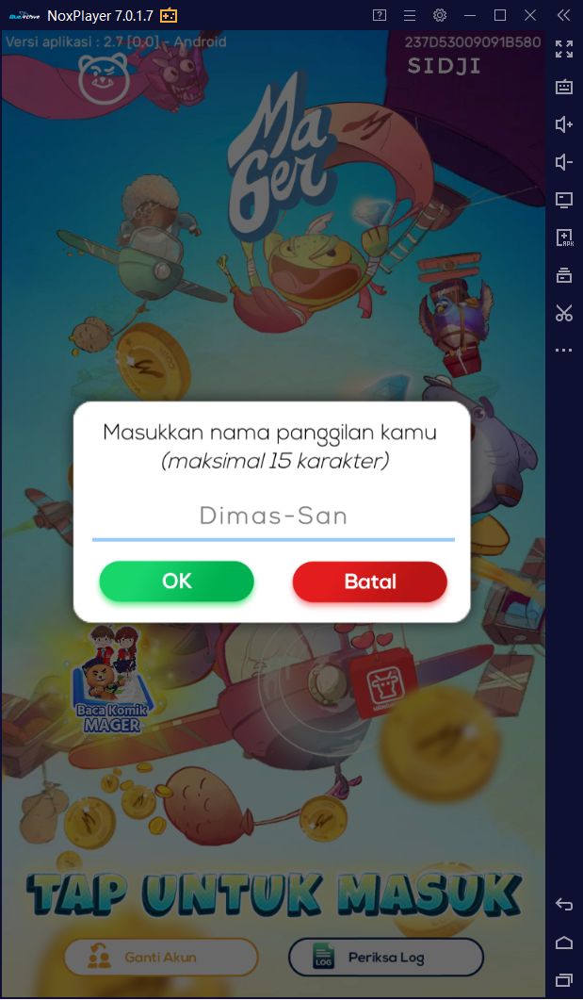 NoxPlayer 7.0.1.7
Versi aplikasi : 2.7 [0,0] - Android
237D53009091B580
SIDJI
Ma
Ger
APK
Masukkan nama panggilan kamu
(maksimal 15 karakter)
Dimas-San
OK
Batal
Baca Komik
MAGER
TAP UNTUK MASUK
Ganti Akun
LOG
Periksa Log